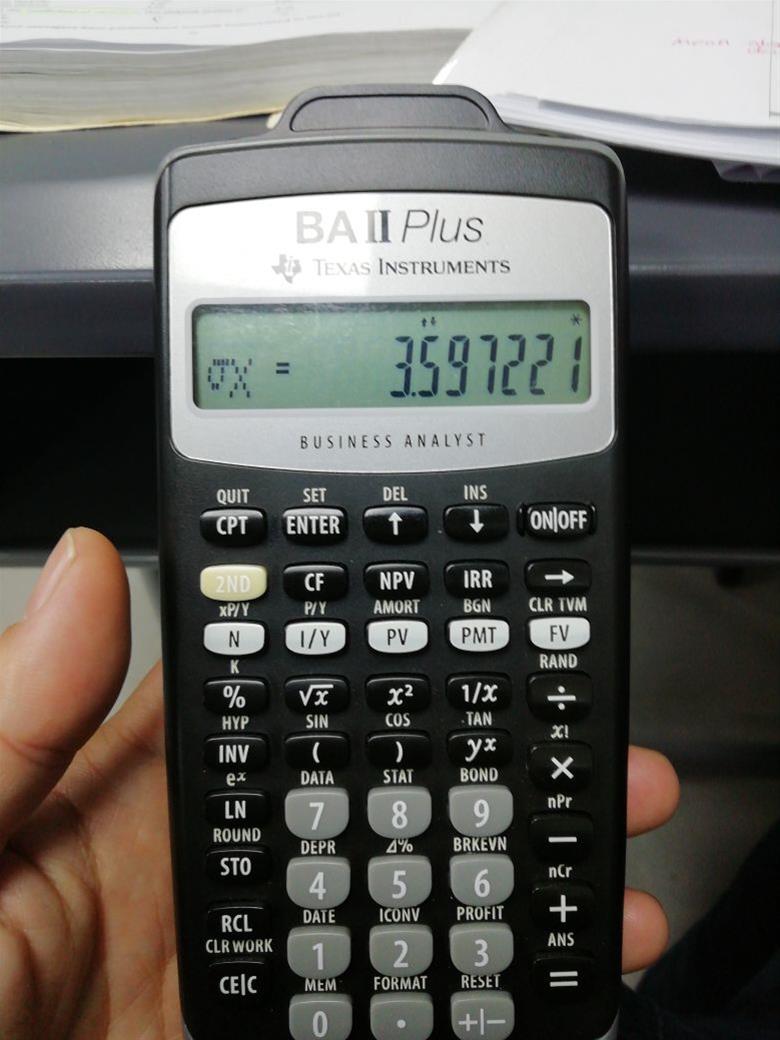 BA II Plus
TEXAS INSTRUMENTS
σx = 3.597221
BUSINESS ANALYST
QUIT SET DEL INS
CPT ENTER ↑ ↓ ON|OFF
2ND CF NPV IRR →
xP/Y P/Y AMORT BGN CLR TVM
N I/Y PV PMT FV
K RAND
% √x x² 1/x ÷
HYP SIN COS TAN x!
INV ( ) yˣ ×
eˣ DATA STAT BOND nPr
LN 7 8 9 −
ROUND DEPR Δ% BRKEVN nCr
STO 4 5 6 +
DATE ICONV PROFIT ANS
RCL 1 2 3 =
CLR WORK MEM FORMAT RESET
CE|C 0 . +|−